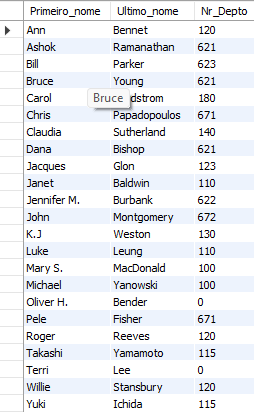 Primeiro_nome Ultimo_nome Nr_Depto
Ann Bennet 120
Ashok Ramanathan 621
Bill Parker 623
Bruce Young 621
Carol Bruce dstrom 180
Chris Papadopoulos 671
Claudia Sutherland 140
Dana Bishop 621
Jacques Glon 123
Janet Baldwin 110
Jennifer M. Burbank 622
John Montgomery 672
K.J Weston 130
Luke Leung 110
Mary S. MacDonald 100
Michael Yanowski 100
Oliver H. Bender 0
Pele Fisher 671
Roger Reeves 120
Takashi Yamamoto 115
Terri Lee 0
Willie Stansbury 120
Yuki Ichida 115